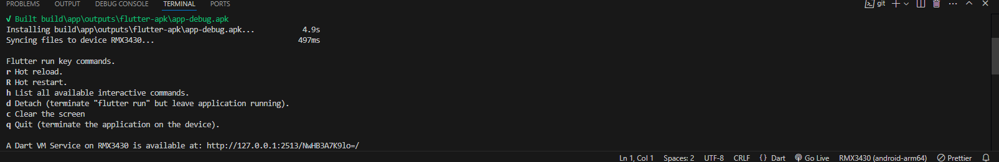 PROBLEMS OUTPUT DEBUG CONSOLE TERMINAL PORTS git
√ Built build\app\outputs\flutter-apk\app-debug.apk
Installing build\app\outputs\flutter-apk\app-debug.apk... 4.9s
Syncing files to device RMX3430... 497ms
Flutter run key commands.
r Hot reload.
R Hot restart.
h List all available interactive commands.
d Detach (terminate "flutter run" but leave application running).
c Clear the screen
q Quit (terminate the application on the device).
A Dart VM Service on RMX3430 is available at: http://127.0.0.1:2513/NwHB3A7K9lo=/
Ln 1, Col 1 Spaces: 2 UTF-8 CRLF {} Dart Go Live RMX3430 (android-arm64) Prettier